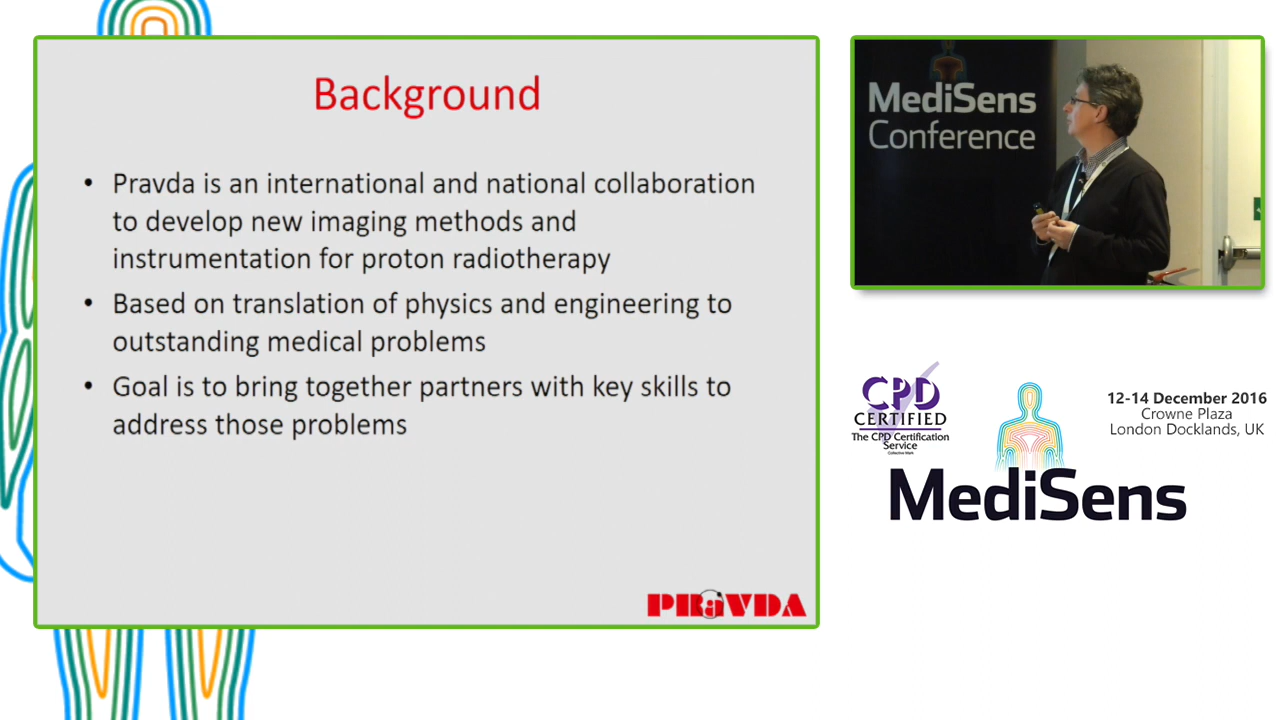 Background
• Pravda is an international and national collaboration
to develop new imaging methods and
instrumentation for proton radiotherapy
• Based on translation of physics and engineering to
outstanding medical problems
• Goal is to bring together partners with key skills to
address those problems
PRaVDA
MediSens
Conference
CPD
CERTIFIED
The CPD Certification
Service
Collective Mark
12-14 December 2016
Crowne Plaza
London Docklands, UK
MediSens